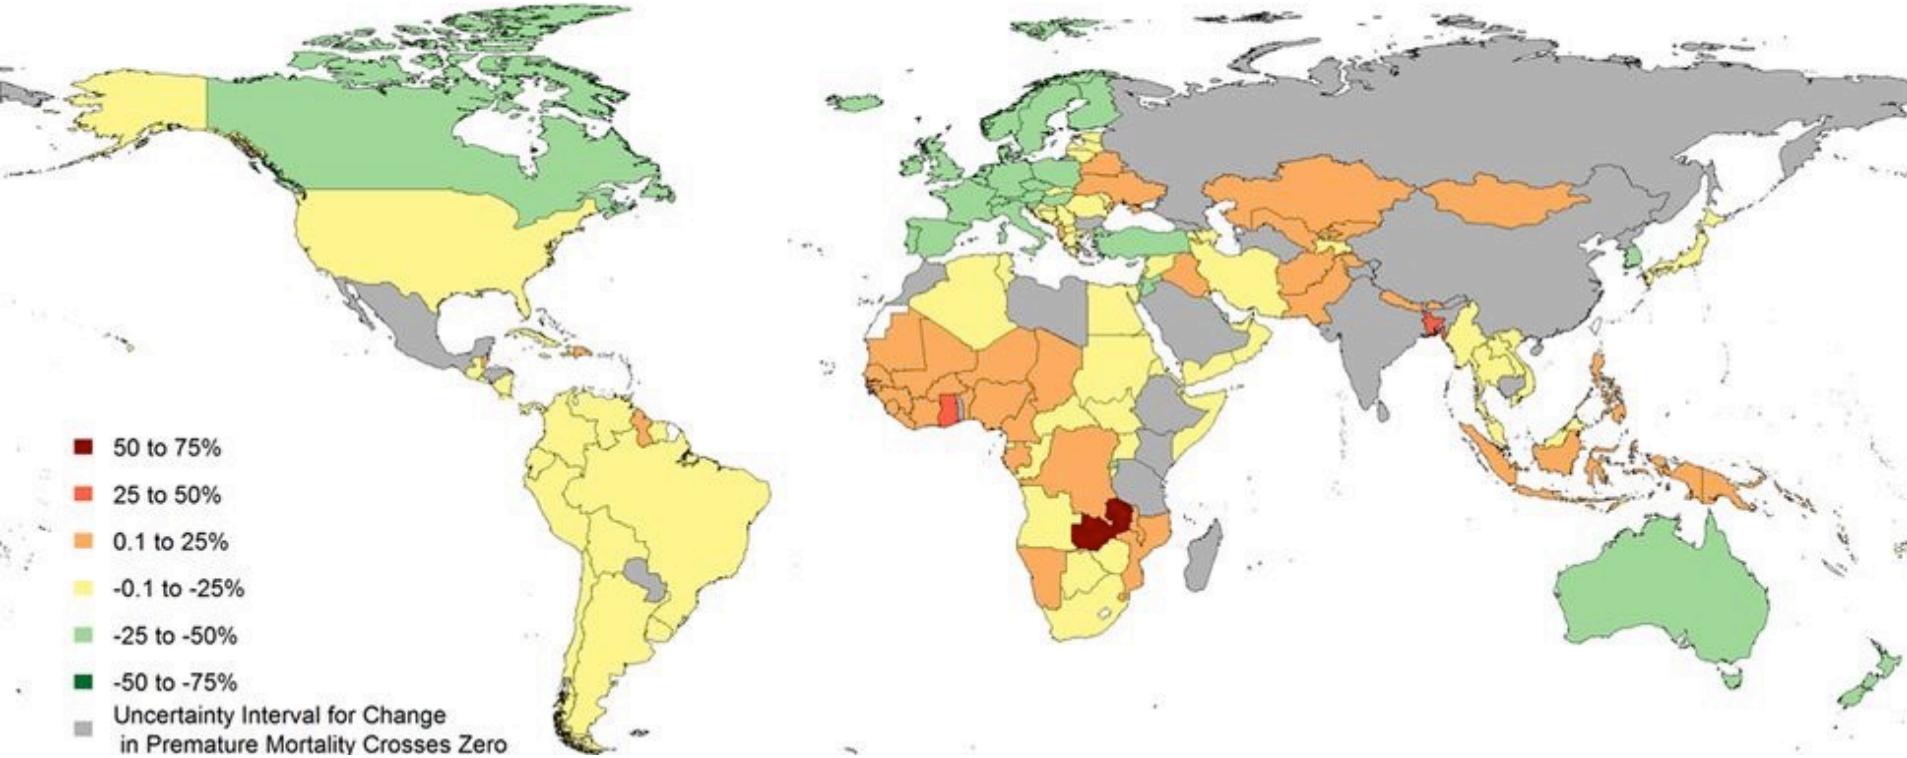 50 to 75%
25 to 50%
0.1 to 25%
-0.1 to -25%
-25 to -50%
-50 to -75%
Uncertainty Interval for Change
in Premature Mortality Crosses Zero